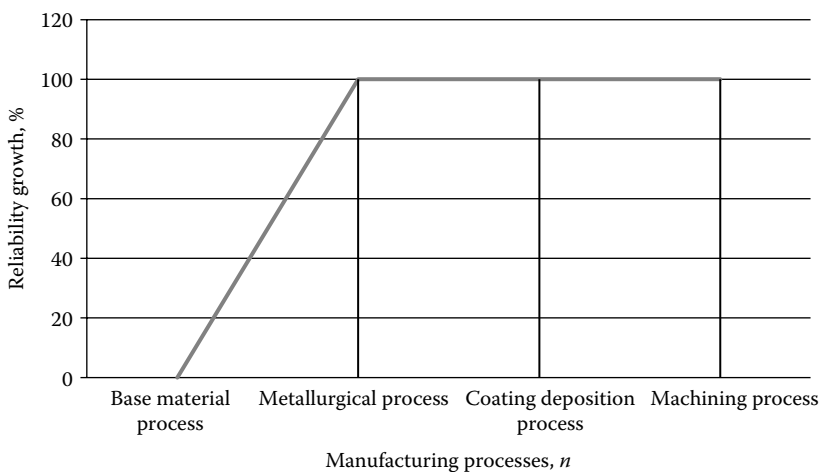 120
100
80
60
40
20
0
Reliability growth, %
Base material process
Metallurgical process
Coating deposition process
Machining process
Manufacturing processes, n